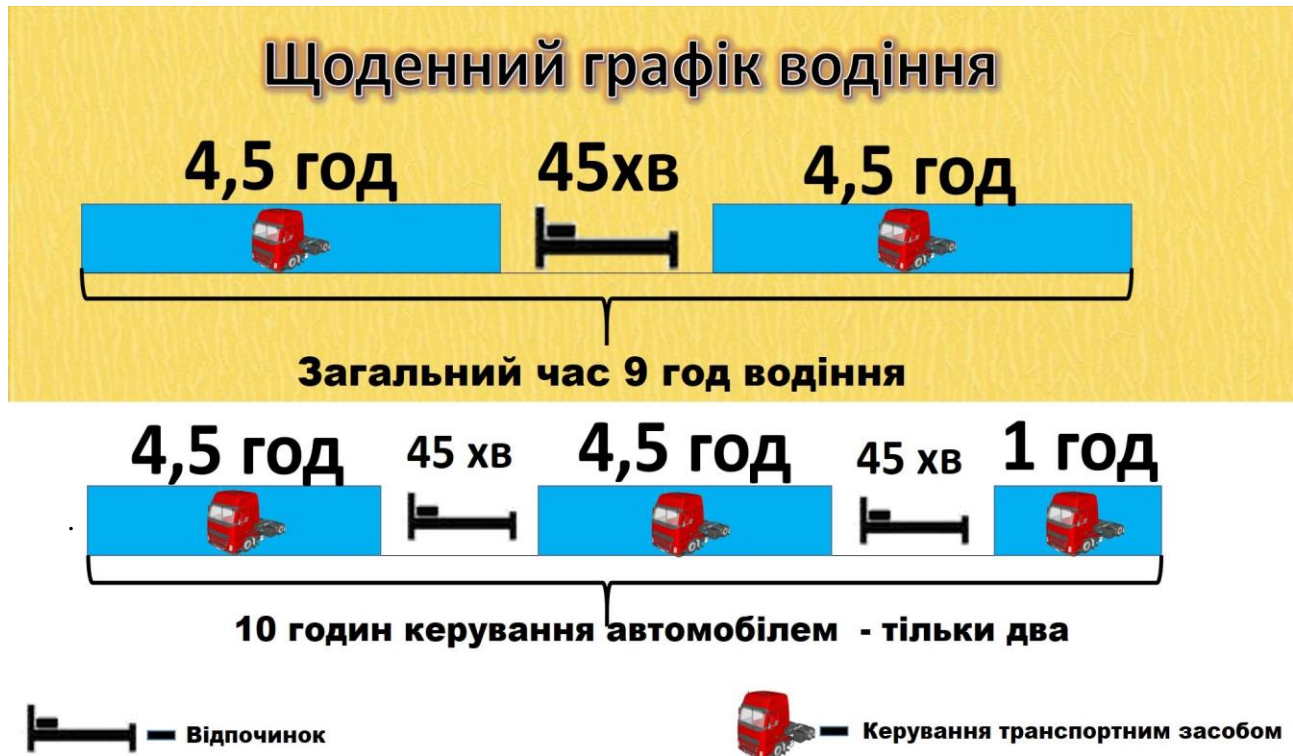 Щоденний графік водіння
4,5 год 45хв 4,5 год
Загальний час 9 год водіння
4,5 год 45 хв 4,5 год 45 хв 1 год
.
10 годин керування автомобілем - тільки два
– Відпочинок
– Керування транспортним засобом